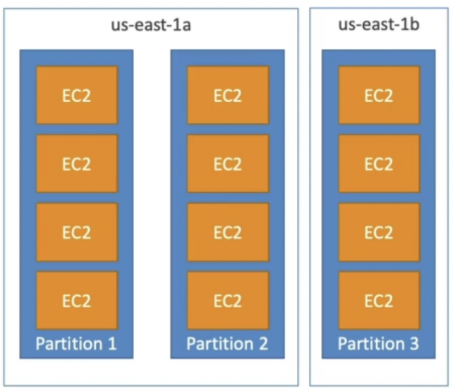 us-east-1a
us-east-1b
EC2
EC2
EC2
EC2
Partition 1
EC2
EC2
EC2
EC2
Partition 2
EC2
EC2
EC2
EC2
Partition 3